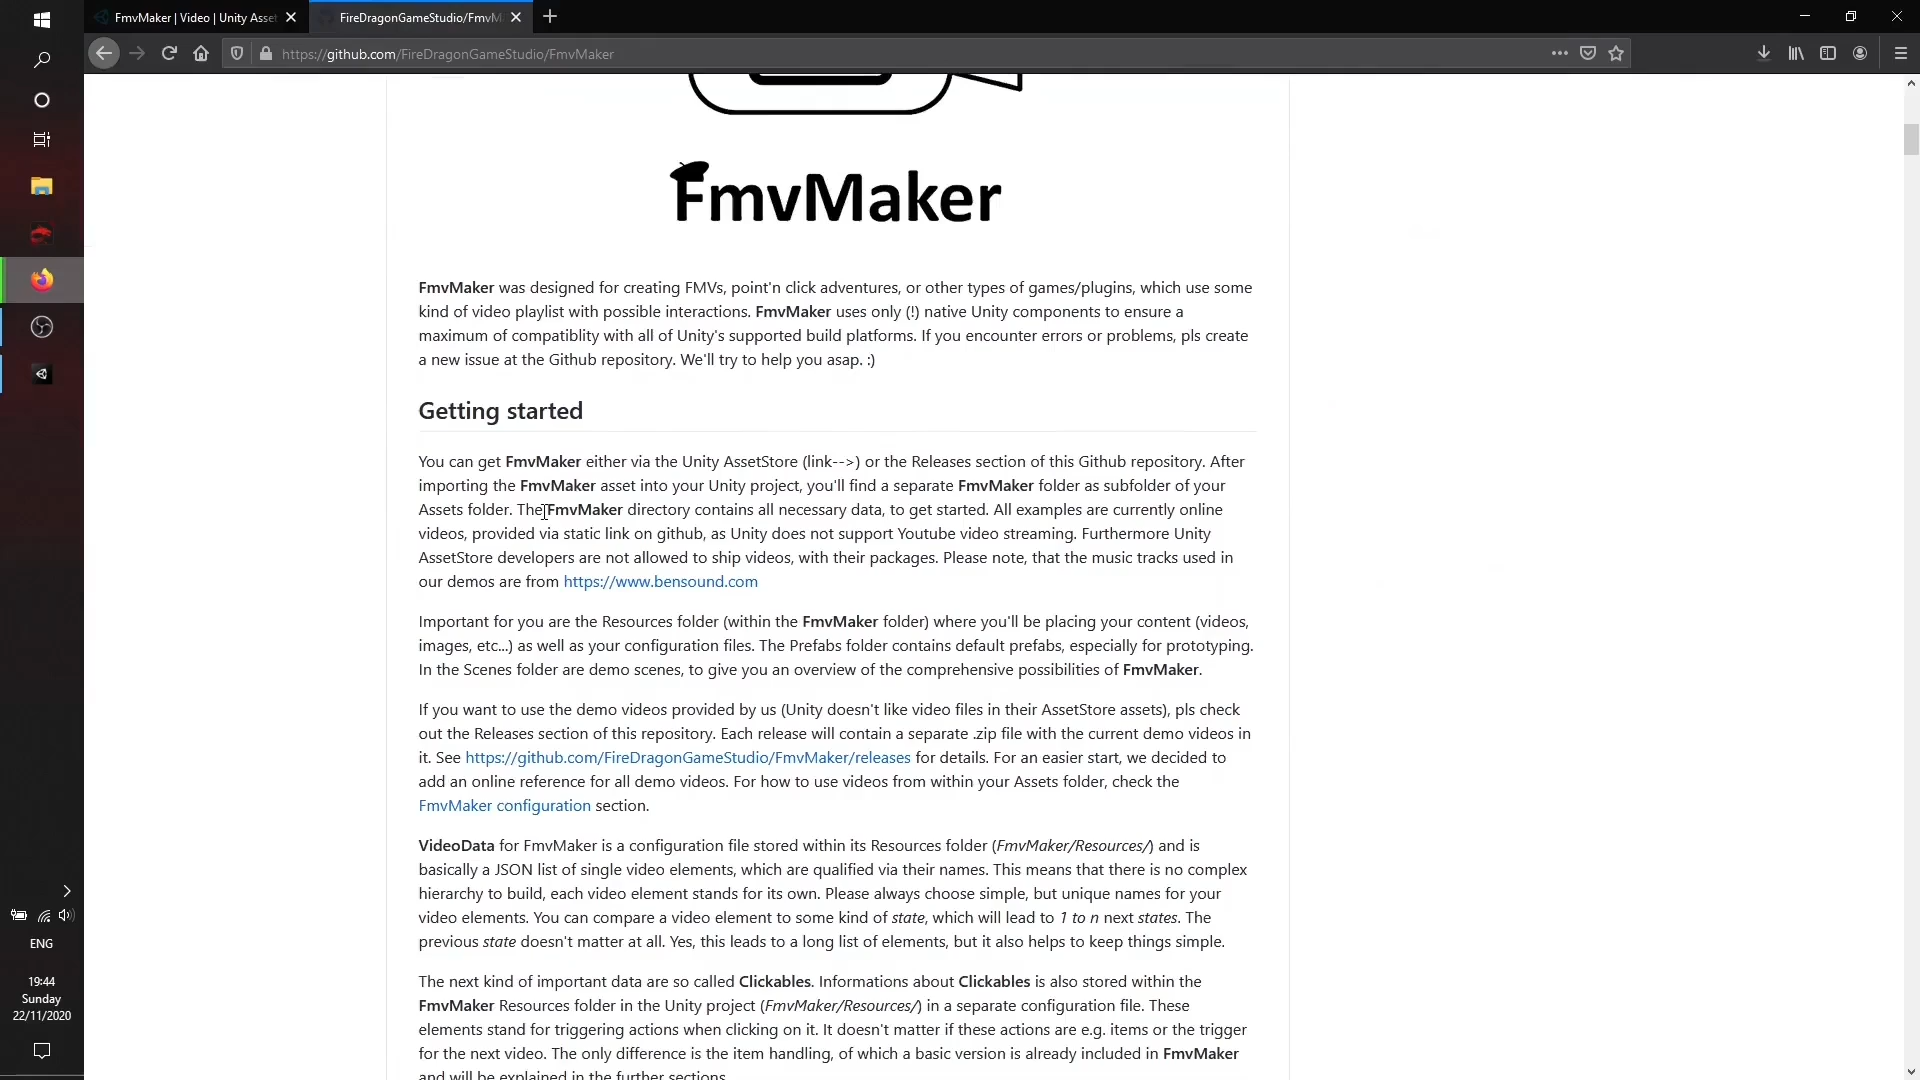 FmvMaker | Video | Unity Asset
FireDragonGameStudio/FmvM
https://github.com/FireDragonGameStudio/FmvMaker
FmvMaker
FmvMaker was designed for creating FMVs, point'n click adventures, or other types of games/plugins, which use some
kind of video playlist with possible interactions. FmvMaker uses only (!) native Unity components to ensure a
maximum of compatiblity with all of Unity's supported build platforms. If you encounter errors or problems, pls create
a new issue at the Github repository. We'll try to help you asap. :)
Getting started
You can get FmvMaker either via the Unity AssetStore (link-->) or the Releases section of this Github repository. After
importing the FmvMaker asset into your Unity project, you'll find a separate FmvMaker folder as subfolder of your
Assets folder. The FmvMaker directory contains all necessary data, to get started. All examples are currently online
videos, provided via static link on github, as Unity does not support Youtube video streaming. Furthermore Unity
AssetStore developers are not allowed to ship videos, with their packages. Please note, that the music tracks used in
our demos are from https://www.bensound.com
Important for you are the Resources folder (within the FmvMaker folder) where you'll be placing your content (videos,
images, etc...) as well as your configuration files. The Prefabs folder contains default prefabs, especially for prototyping.
In the Scenes folder are demo scenes, to give you an overview of the comprehensive possibilities of FmvMaker.
If you want to use the demo videos provided by us (Unity doesn't like video files in their AssetStore assets), pls check
out the Releases section of this repository. Each release will contain a separate .zip file with the current demo videos in
it. See https://github.com/FireDragonGameStudio/FmvMaker/releases for details. For an easier start, we decided to
add an online reference for all demo videos. For how to use videos from within your Assets folder, check the
FmvMaker configuration section.
VideoData for FmvMaker is a configuration file stored within its Resources folder (FmvMaker/Resources/) and is
basically a JSON list of single video elements, which are qualified via their names. This means that there is no complex
hierarchy to build, each video element stands for its own. Please always choose simple, but unique names for your
video elements. You can compare a video element to some kind of state, which will lead to 1 to n next states. The
previous state doesn't matter at all. Yes, this leads to a long list of elements, but it also helps to keep things simple.
The next kind of important data are so called Clickables. Informations about Clickables is also stored within the
FmvMaker Resources folder in the Unity project (FmvMaker/Resources/) in a separate configuration file. These
elements stand for triggering actions when clicking on it. It doesn't matter if these actions are e.g. items or the trigger
for the next video. The only difference is the item handling, of which a basic version is already included in FmvMaker
and will be explained in the further sections.
ENG
19:44
Sunday
22/11/2020